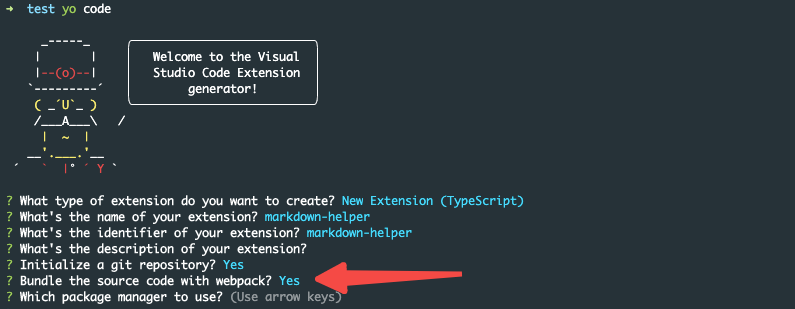 ➜ test yo code
_-----_
| |
|--(o)--|
`---------´
( _´U`_ )
/___A___\ /
| ~ |
__'.___.'__
´ ` |° ´ Y `
Welcome to the Visual
Studio Code Extension
generator!
? What type of extension do you want to create? New Extension (TypeScript)
? What's the name of your extension? markdown-helper
? What's the identifier of your extension? markdown-helper
? What's the description of your extension?
? Initialize a git repository? Yes
? Bundle the source code with webpack? Yes
? Which package manager to use? (Use arrow keys)